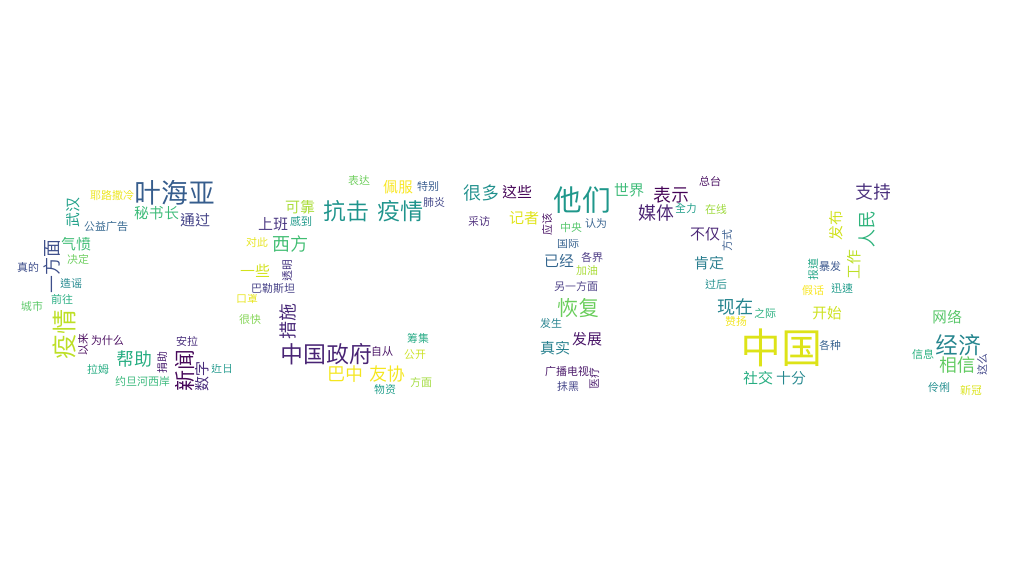 耶路撒冷
叶海亚
武汉
秘书长
通过
公益广告
气愤
一方面
决定
真的
造谣
前往
城市
疫情
以来
为什么
安拉
帮助
捐助
新闻
数字
近日
拉姆
约旦河西岸
表达
佩服
特别
肺炎
可靠
抗击
疫情
上班
感到
对此
西方
一些
透明
巴勒斯坦
口罩
很快
措施
筹集
中国政府
自从
公开
巴中
友协
方面
物资
很多
这些
他们
世界
总台
表示
媒体
全力
在线
采访
记者
应该
中央
认为
不仅
方式
国际
已经
各界
加油
肯定
另一方面
过后
恢复
现在
之际
发生
赞扬
真实
发展
中国
广播电视
医疗
抹黑
社交
十分
支持
发布
人民
报道
暴发
工作
假话
迅速
开始
各种
网络
经济
信息
相信
这么
伶俐
新冠